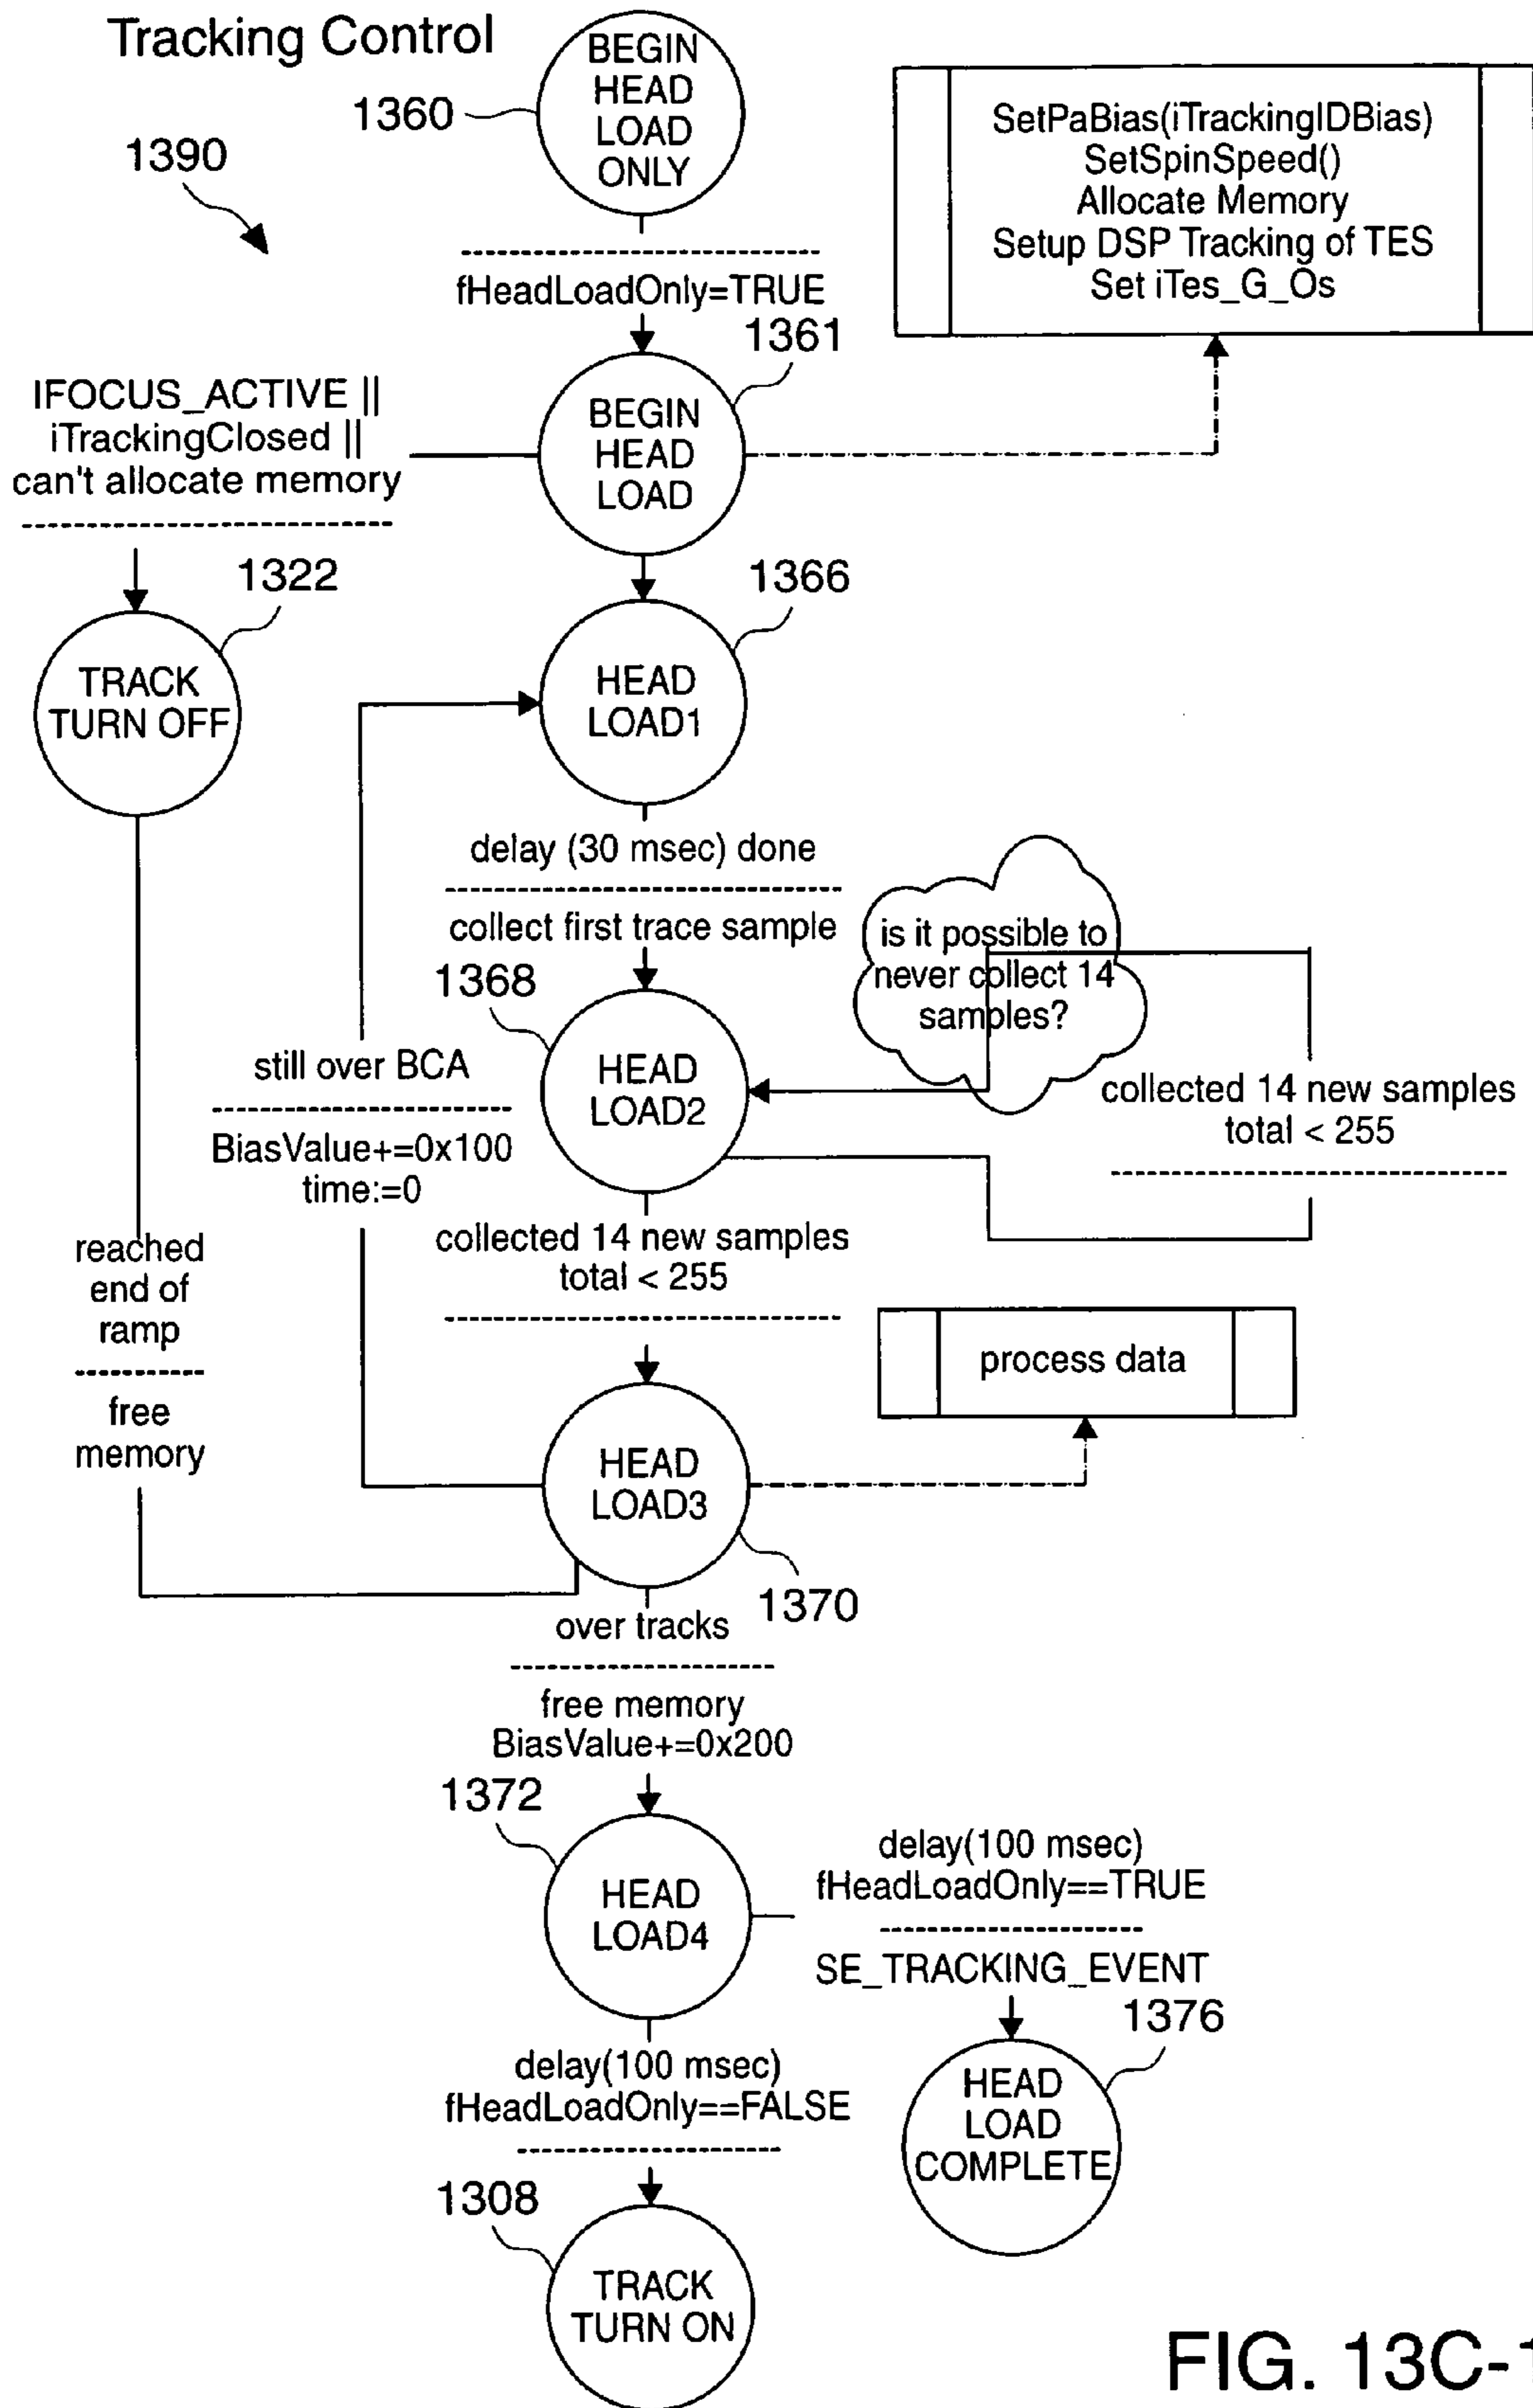 Tracking Control
BEGIN
HEAD
LOAD
ONLY
1360
1390
SetPaBias(iTrackingIDBias)
SetSpinSpeed()
Allocate Memory
Setup DSP Tracking of TES
Set iTes_G_Os
fHeadLoadOnly=TRUE
1361
BEGIN
HEAD
LOAD
IFOCUS_ACTIVE ||
iTrackingClosed ||
can't allocate memory
1322
TRACK
TURN OFF
1366
HEAD
LOAD1
delay (30 msec) done
collect first trace sample
is it possible to
never collect 14
samples?
1368
HEAD
LOAD2
collected 14 new samples
total < 255
still over BCA
BiasValue+=0x100
time:=0
collected 14 new samples
total < 255
reached
end of
ramp
free
memory
process data
HEAD
LOAD3
1370
over tracks
free memory
BiasValue+=0x200
1372
HEAD
LOAD4
delay(100 msec)
fHeadLoadOnly==TRUE
SE_TRACKING_EVENT
1376
HEAD
LOAD
COMPLETE
delay(100 msec)
fHeadLoadOnly==FALSE
1308
TRACK
TURN ON
FIG. 13C-1